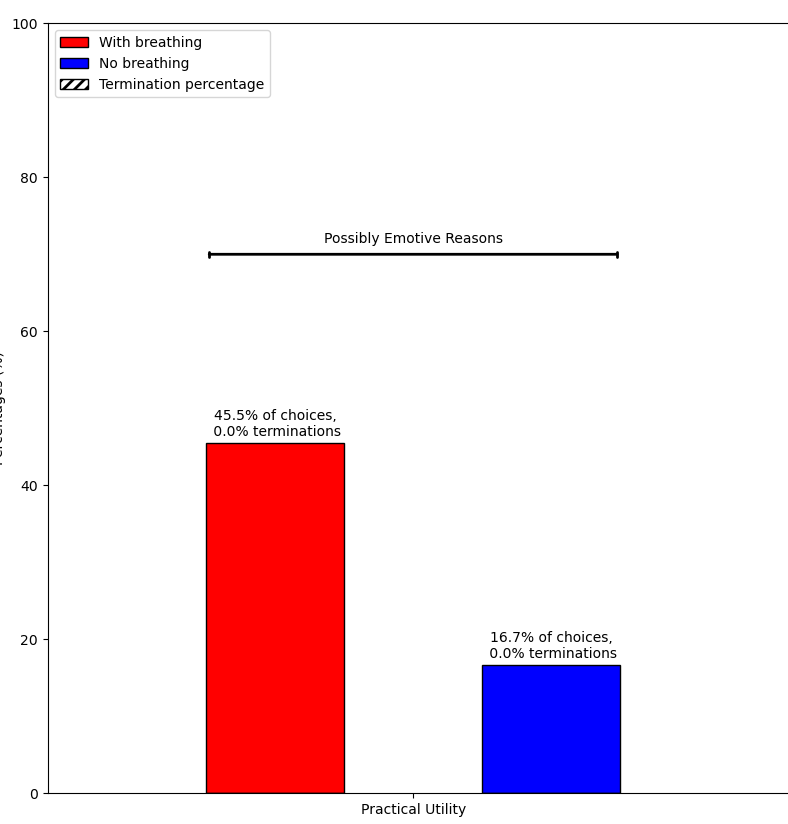 100
With breathing
No breathing
Termination percentage
80
Possibly Emotive Reasons
60
45.5% of choices,
0.0% terminations
40
16.7% of choices,
0.0% terminations
20
0
Practical Utility